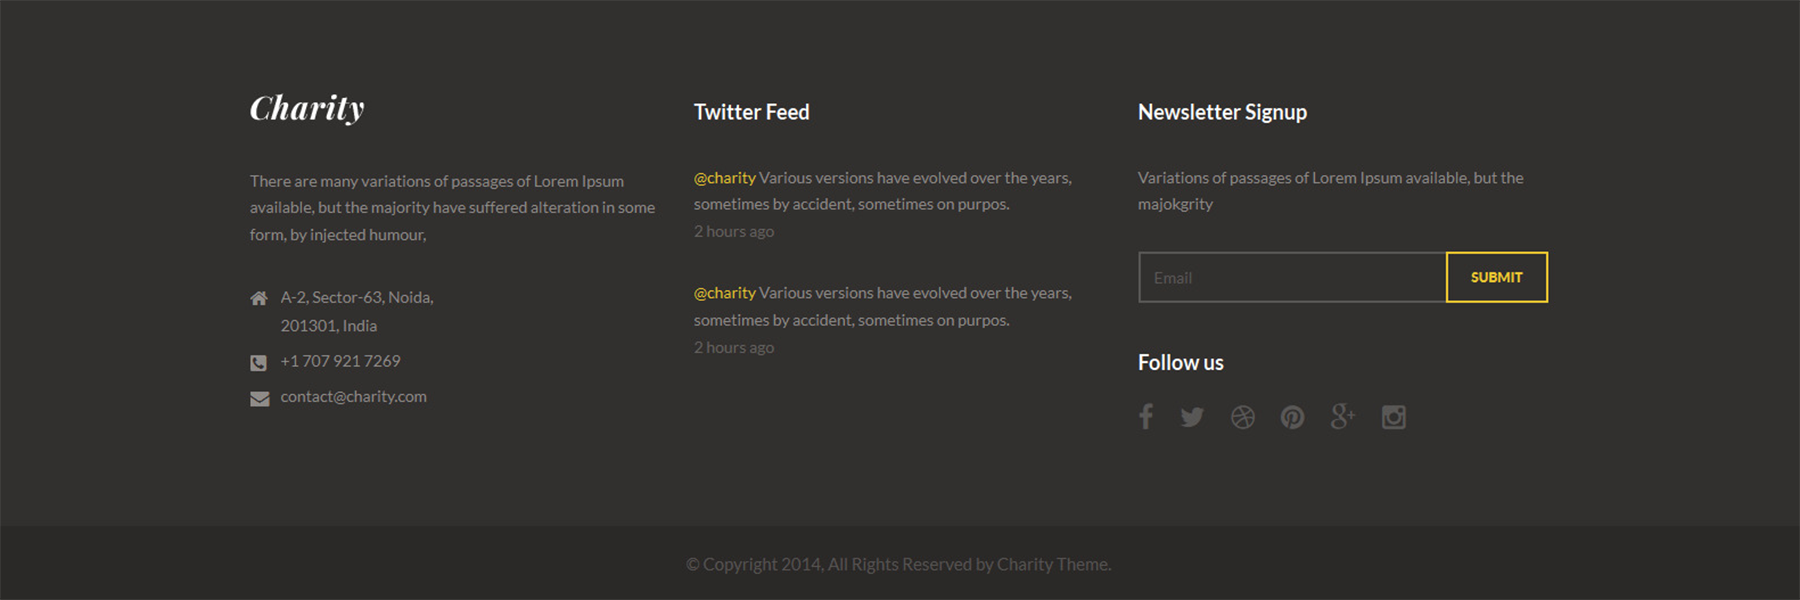 Charity
There are many variations of passages of Lorem Ipsum
available, but the majority have suffered alteration in some
form, by injected humour,
A-2, Sector-63, Noida,
201301, India
+1 707 921 7269
contact@charity.com
Twitter Feed
@charity Various versions have evolved over the years,
sometimes by accident, sometimes on purpos.
2 hours ago
@charity Various versions have evolved over the years,
sometimes by accident, sometimes on purpos.
2 hours ago
Newsletter Signup
Variations of passages of Lorem Ipsum available, but the
majokgrity
Email
SUBMIT
Follow us
© Copyright 2014, All Rights Reserved by Charity Theme.